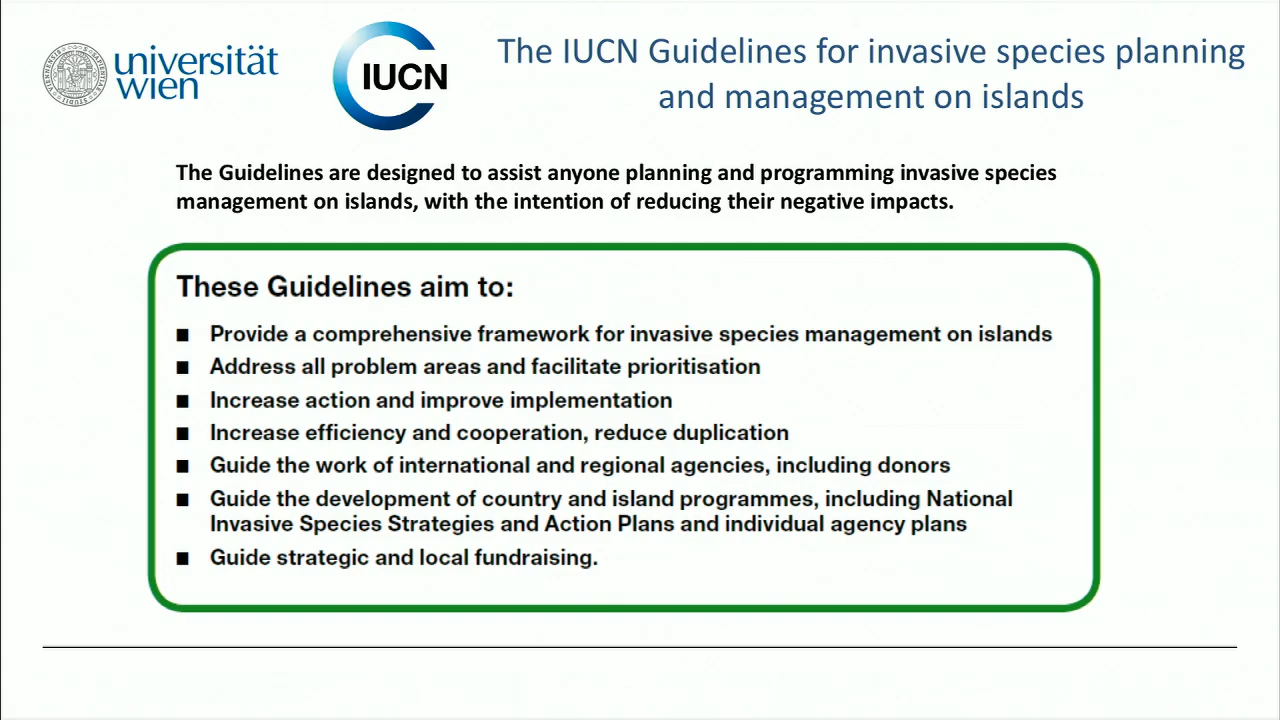 universität
wien
IUCN
The IUCN Guidelines for invasive species planning
and management on islands
The Guidelines are designed to assist anyone planning and programming invasive species
management on islands, with the intention of reducing their negative impacts.
These Guidelines aim to:
■ Provide a comprehensive framework for invasive species management on islands
■ Address all problem areas and facilitate prioritisation
■ Increase action and improve implementation
■ Increase efficiency and cooperation, reduce duplication
■ Guide the work of international and regional agencies, including donors
■ Guide the development of country and island programmes, including National
Invasive Species Strategies and Action Plans and individual agency plans
■ Guide strategic and local fundraising.